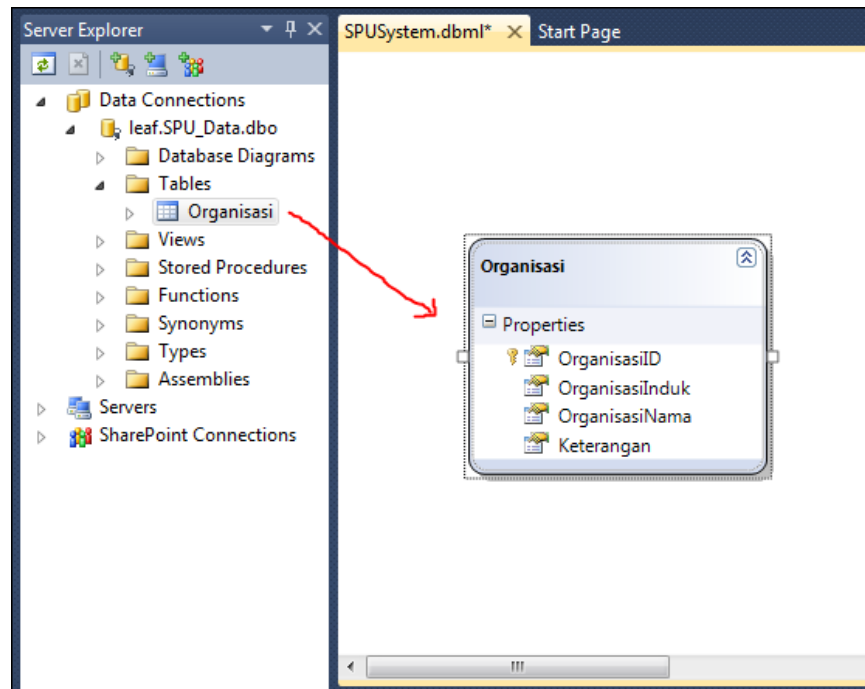 Server Explorer
Data Connections
leaf.SPU_Data.dbo
Database Diagrams
Tables
Organisasi
Views
Stored Procedures
Functions
Synonyms
Types
Assemblies
Servers
SharePoint Connections
SPUSystem.dbml* Start Page
Organisasi
Properties
OrganisasiID
OrganisasiInduk
OrganisasiNama
Keterangan